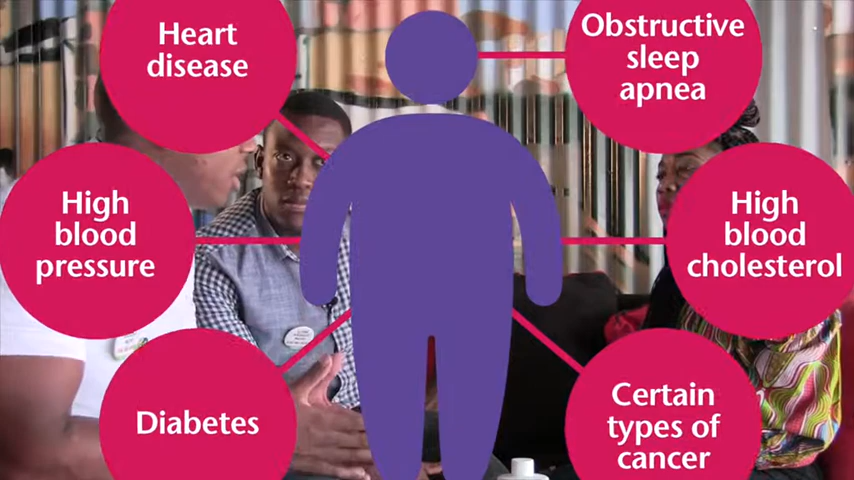 Heart
disease
Obstructive
sleep
apnea
High
blood
pressure
High
blood
cholesterol
Diabetes
Certain
types of
cancer